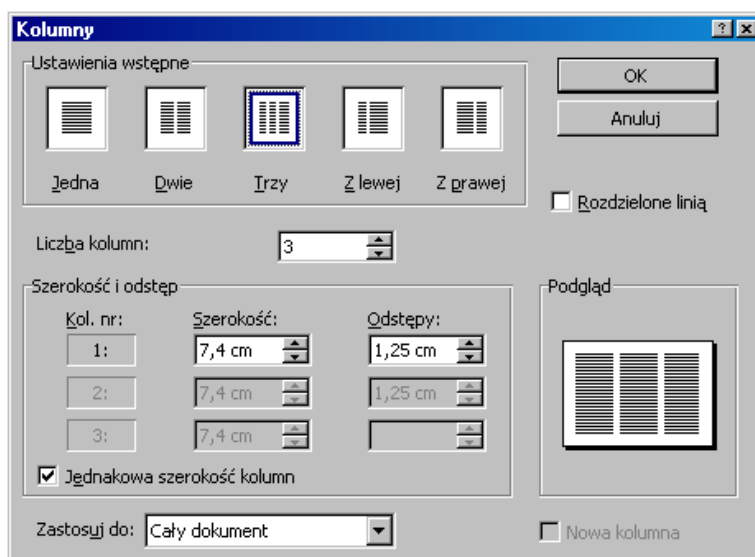 Kolumny
Ustawienia wstępne
Jedna Dwie Trzy Z lewej Z prawej
OK
Anuluj
Rozdzielone linią
Liczba kolumn: 3
Szerokość i odstęp
Kol. nr: Szerokość: Odstępy:
1: 7,4 cm 1,25 cm
2: 7,4 cm 1,25 cm
3: 7,4 cm
Jednakowa szerokość kolumn
Podgląd
Zastosuj do: Cały dokument
Nowa kolumna